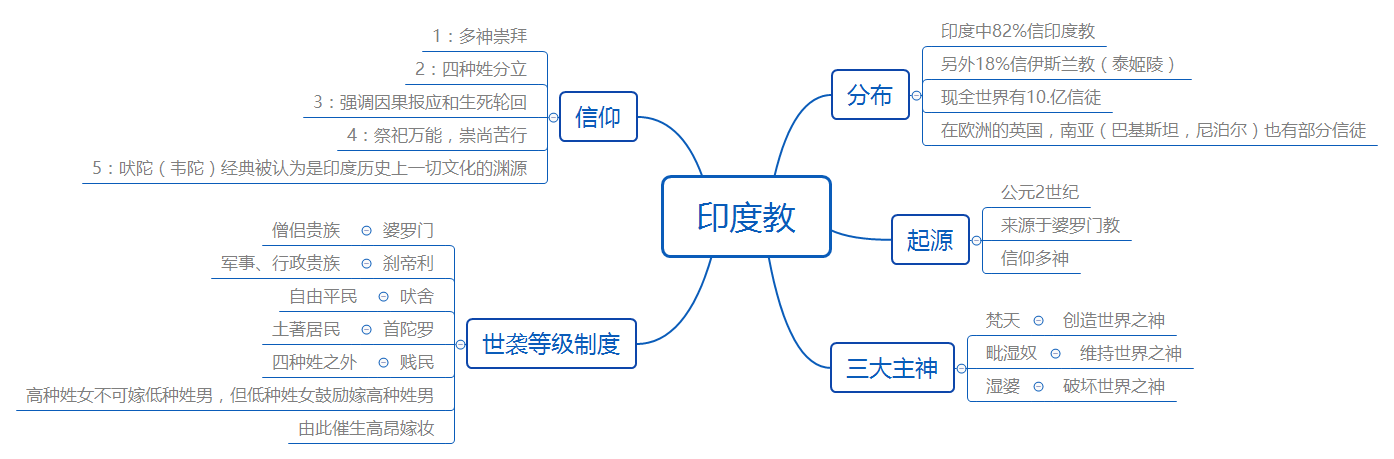 印度教
信仰
1：多神崇拜
2：四种姓分立
3：强调因果报应和生死轮回
4：祭祀万能，崇尚苦行
5：吠陀（韦陀）经典被认为是印度历史上一切文化的渊源
世袭等级制度
僧侣贵族 婆罗门
军事、行政贵族 刹帝利
自由平民 吠舍
土著居民 首陀罗
四种姓之外 贱民
高种姓女不可嫁低种姓男，但低种姓女鼓励嫁高种姓男
由此催生高昂嫁妆
分布
印度中82%信印度教
另外18%信伊斯兰教（泰姬陵）
现全世界有10.亿信徒
在欧洲的英国，南亚（巴基斯坦，尼泊尔）也有部分信徒
起源
公元2世纪
来源于婆罗门教
信仰多神
三大主神
梵天 创造世界之神
毗湿奴 维持世界之神
湿婆 破坏世界之神